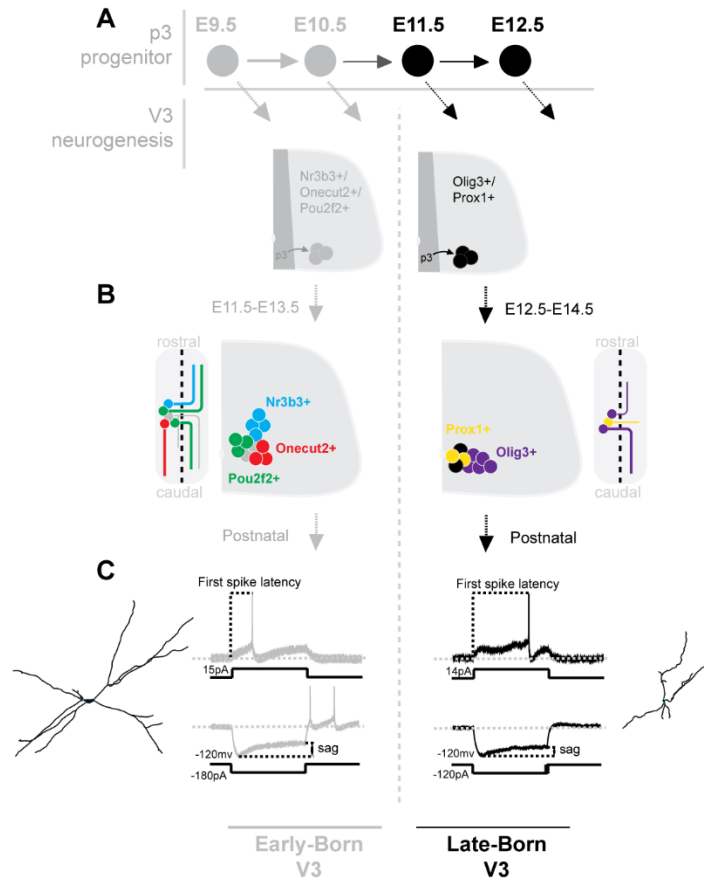 A
p3
progenitor
E9.5
E10.5
E11.5
E12.5
V3
neurogenesis
Nr3b3+/
Onecut2+/
Pou2f2+
p3
Olig3+/
Prox1+
p3
B
E11.5-E13.5
E12.5-E14.5
rostral
caudal
Nr3b3+
Onecut2+
Pou2f2+
Prox1+
Olig3+
rostral
caudal
Postnatal
Postnatal
C
First spike latency
15pA
-120mv
sag
-180pA
First spike latency
14pA
-120mv
sag
-120pA
Early-Born
V3
Late-Born
V3